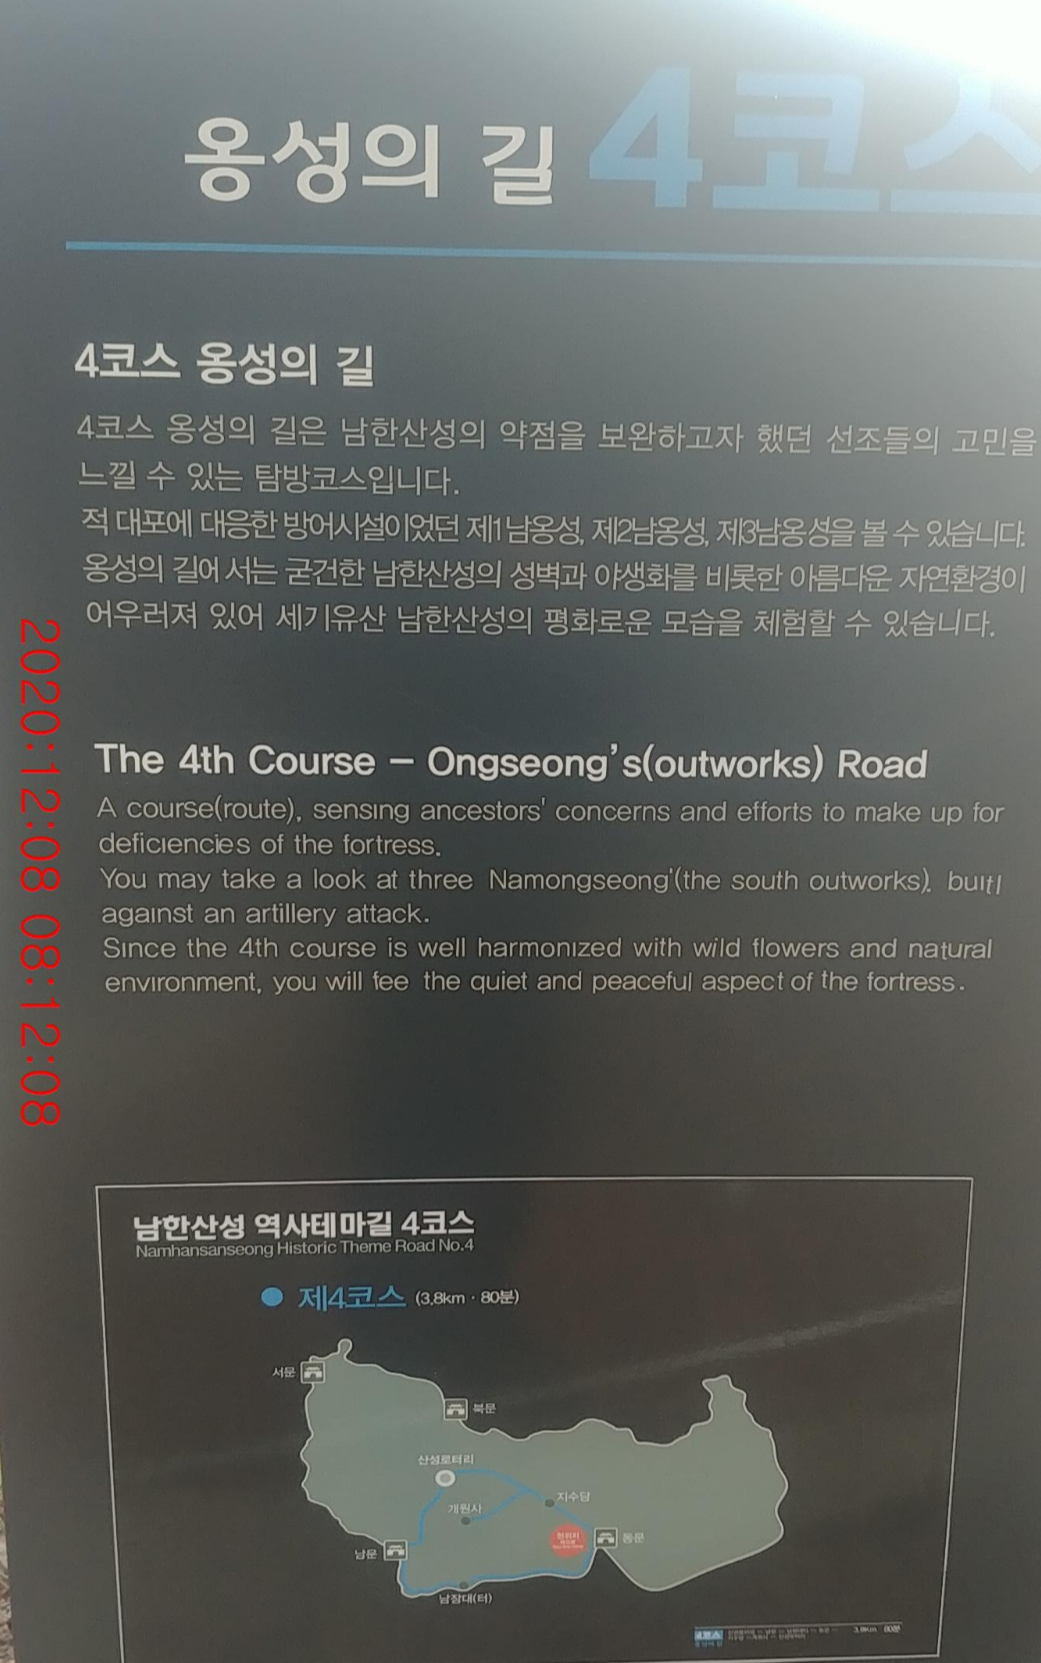 옹성의 길 4코스
4코스 옹성의 길
4코스 옹성의 길은 남한산성의 약점을 보완하고자 했던 선조들의 고민을
느낄 수 있는 탐방코스입니다.
적 대포에 대응한 방어시설이었던 제1남옹성, 제2남옹성, 제3남옹성을 볼 수 있습니다.
옹성의 길어 서는 굳건한 남한산성의 성벽과 야생화를 비롯한 아름다운 자연환경이
어우러져 있어 세기유산 남한산성의 평화로운 모습을 체험할 수 있습니다.
2020:12:08 08:12:08
The 4th Course – Ongseong's(outworks) Road
A course(route), sensing ancestors' concerns and efforts to make up for
deficiencies of the fortress.
You may take a look at three Namongseong'(the south outworks), buitl
against an artillery attack.
Since the 4th course is well harmonized with wild flowers and natural
environment, you will fee the quiet and peaceful aspect of the fortress.
남한산성 역사테마길 4코스
Namhansanseong Historic Theme Road No.4
제4코스 (3.8km · 80분)
서문
북문
산성로터리
개원사
지수당
현위치
남문
동문
남장대(터)
4코스
3.8km 80분